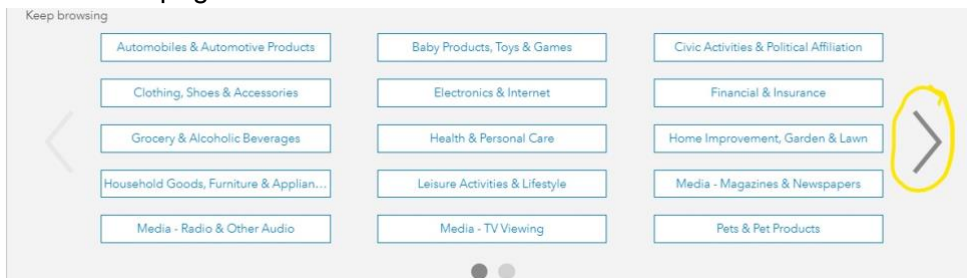 Keep browsing
Automobiles & Automotive Products
Baby Products, Toys & Games
Civic Activities & Political Affiliation
Clothing, Shoes & Accessories
Electronics & Internet
Financial & Insurance
Grocery & Alcoholic Beverages
Health & Personal Care
Home Improvement, Garden & Lawn
Household Goods, Furniture & Applian...
Leisure Activities & Lifestyle
Media - Magazines & Newspapers
Media - Radio & Other Audio
Media - TV Viewing
Pets & Pet Products